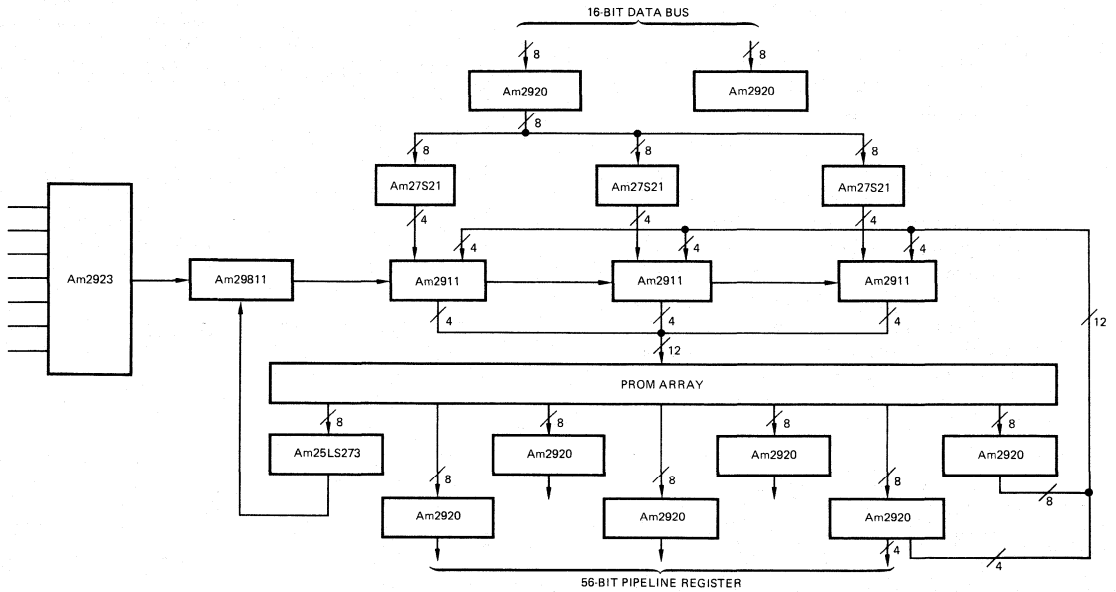 16-BIT DATA BUS
8 8
Am2920 Am2920
8
8 8 8
Am27S21 Am27S21 Am27S21
4 4 4
4 4 4
Am2923 Am29811 Am2911 Am2911 Am2911
4 4 4 12
12
PROM ARRAY
8 8 8 8
Am25LS273 Am2920 Am2920 Am2920
8 8 8 8
Am2920 Am2920 Am2920
4 4
56-BIT PIPELINE REGISTER